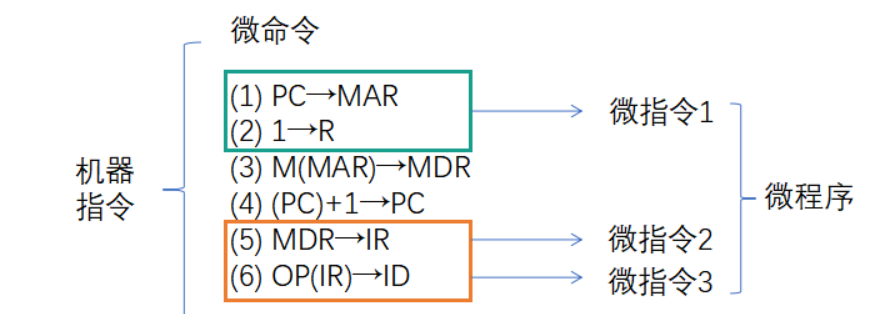 微命令
(1) PC→MAR
(2) 1→R
微指令1
(3) M(MAR)→MDR
机器
指令
(4) (PC)+1→PC
微程序
(5) MDR→IR
微指令2
(6) OP(IR)→ID
微指令3